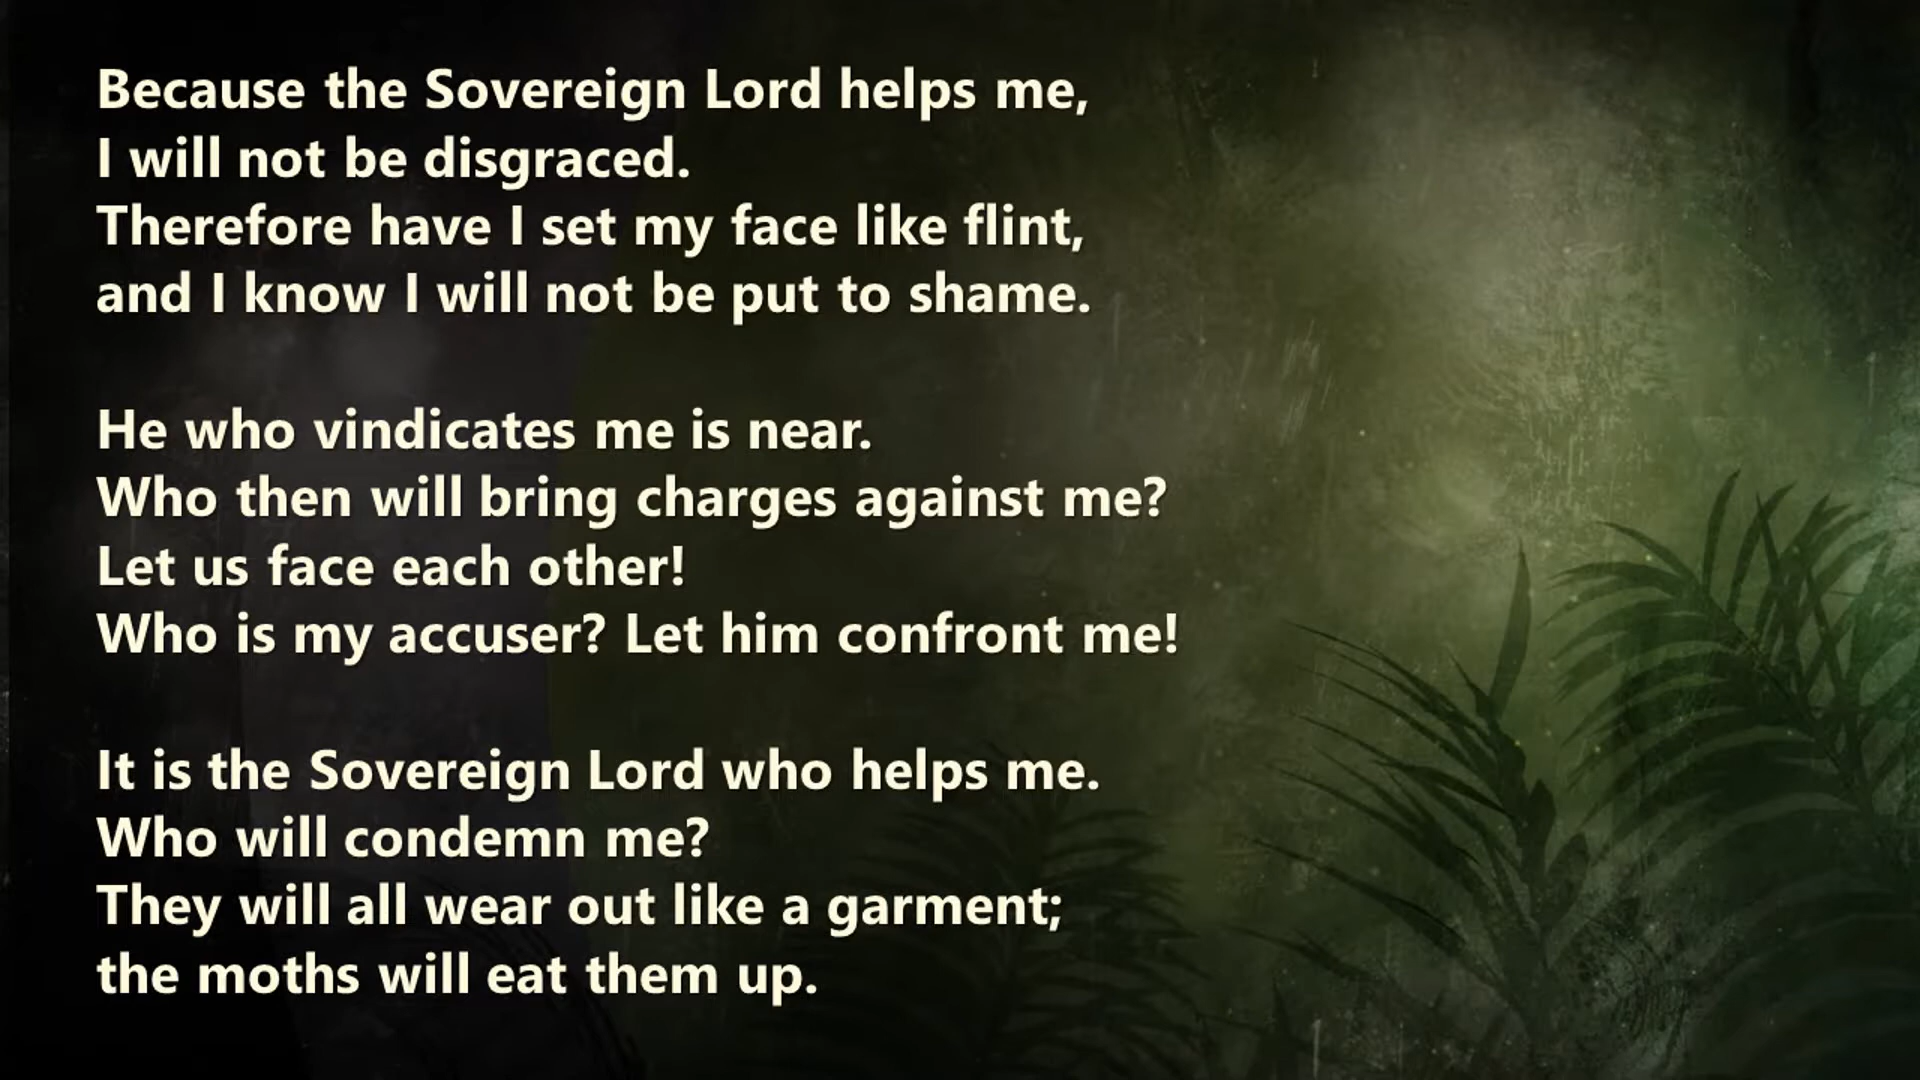 Because the Sovereign Lord helps me,
I will not be disgraced.
Therefore have I set my face like flint,
and I know I will not be put to shame.
He who vindicates me is near.
Who then will bring charges against me?
Let us face each other!
Who is my accuser? Let him confront me!
It is the Sovereign Lord who helps me.
Who will condemn me?
They will all wear out like a garment;
the moths will eat them up.